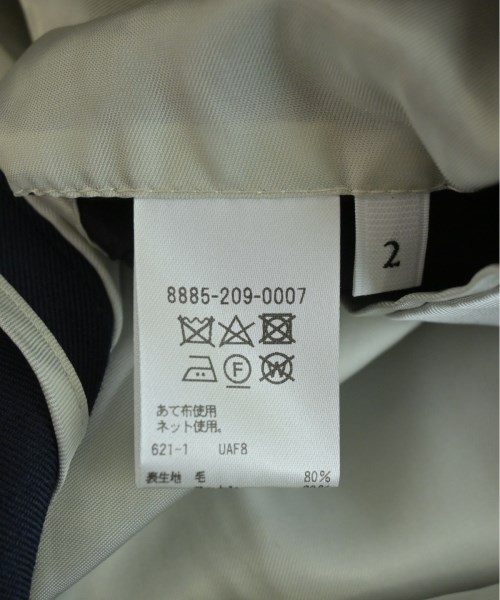 2
8885-209-0007
F W
あて布使用
ネット使用。
621-1 UAF8
表生地 毛 80%